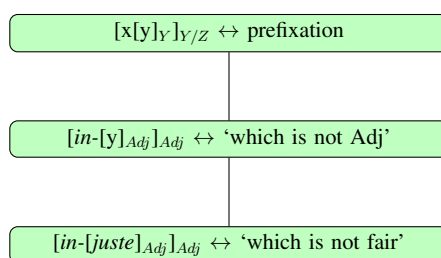 [x[y]Y]Y/Z ↔ prefixation
[in-[y]Adj]Adj ↔ ‘which is not Adj’
[in-[juste]Adj]Adj ↔ ‘which is not fair’